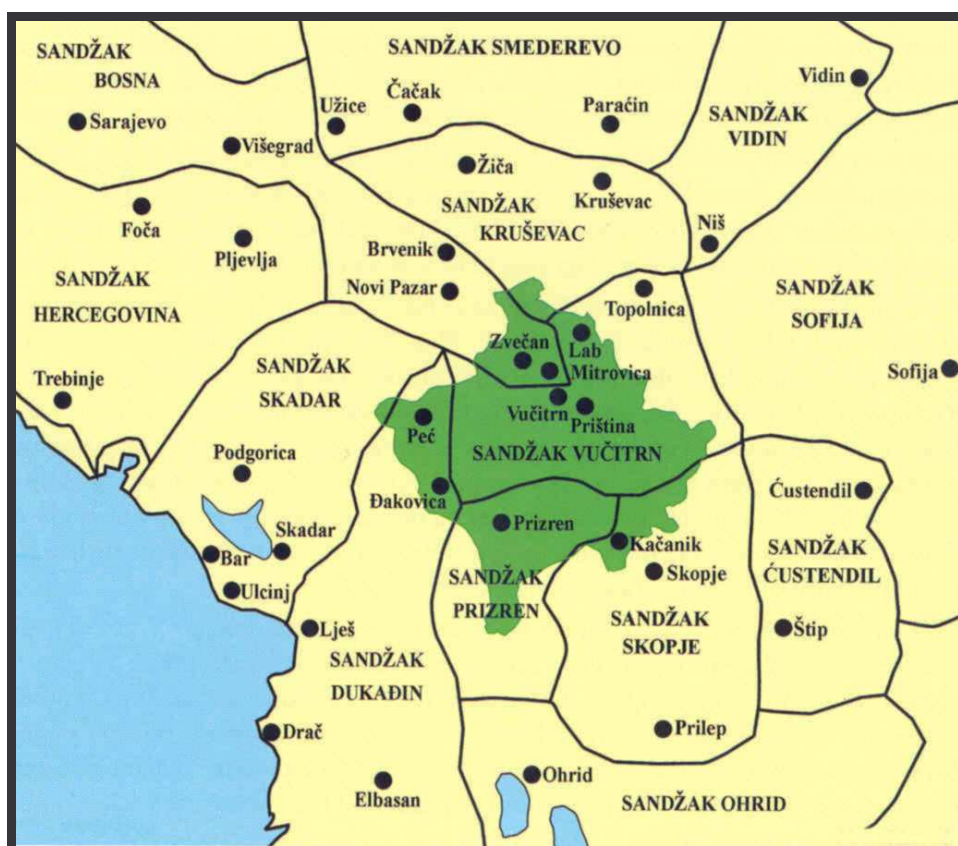 SANDŽAK
BOSNA
SANDŽAK SMEDEREVO
Vidin
Čačak
Užice
Paraćin
Sarajevo
SANDŽAK
VIDIN
Višegrad
Žiča
Kruševac
SANDŽAK
KRUŠEVAC
Foča
Niš
Pljevlja
Brvenik
SANDŽAK
HERCEGOVINA
Novi Pazar
Topolnica
SANDŽAK
SOFIJA
Zvečan
Lab
Mitrovica
SANDŽAK
SKADAR
Trebinje
Sofija
Vučitrn
Priština
Peć
SANDŽAK VUČITRN
Podgorica
Đakovica
Ćustendil
Prizren
Skadar
Kačanik
Bar
SANDŽAK
ĆUSTENDIL
Skopje
SANDŽAK
PRIZREN
Ulcinj
Lješ
SANDŽAK
SKOPJE
Štip
SANDŽAK
DUKAĐIN
Drač
Prilep
Ohrid
Elbasan
SANDŽAK OHRID